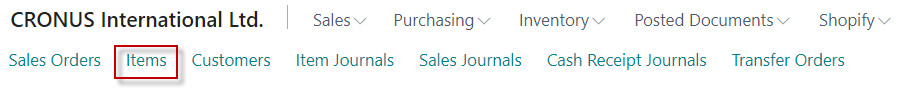 CRONUS International Ltd. Sales Purchasing Inventory Posted Documents Shopify
Sales Orders Items Customers Item Journals Sales Journals Cash Receipt Journals Transfer Orders